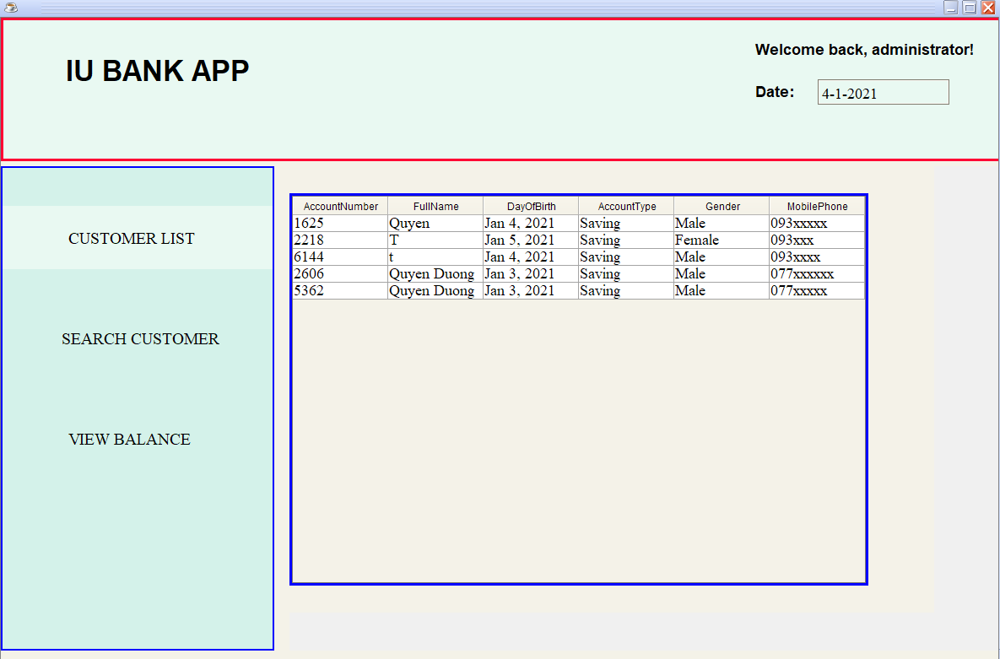 IU BANK APP
Welcome back, administrator!
Date: 4-1-2021
CUSTOMER LIST
SEARCH CUSTOMER
VIEW BALANCE
AccountNumber FullName DayOfBirth AccountType Gender MobilePhone
1625 Quyen Jan 4, 2021 Saving Male 093xxxxx
2218 T Jan 5, 2021 Saving Female 093xxx
6144 t Jan 4, 2021 Saving Male 093xxxx
2606 Quyen Duong Jan 3, 2021 Saving Male 077xxxxxx
5362 Quyen Duong Jan 3, 2021 Saving Male 077xxxxx